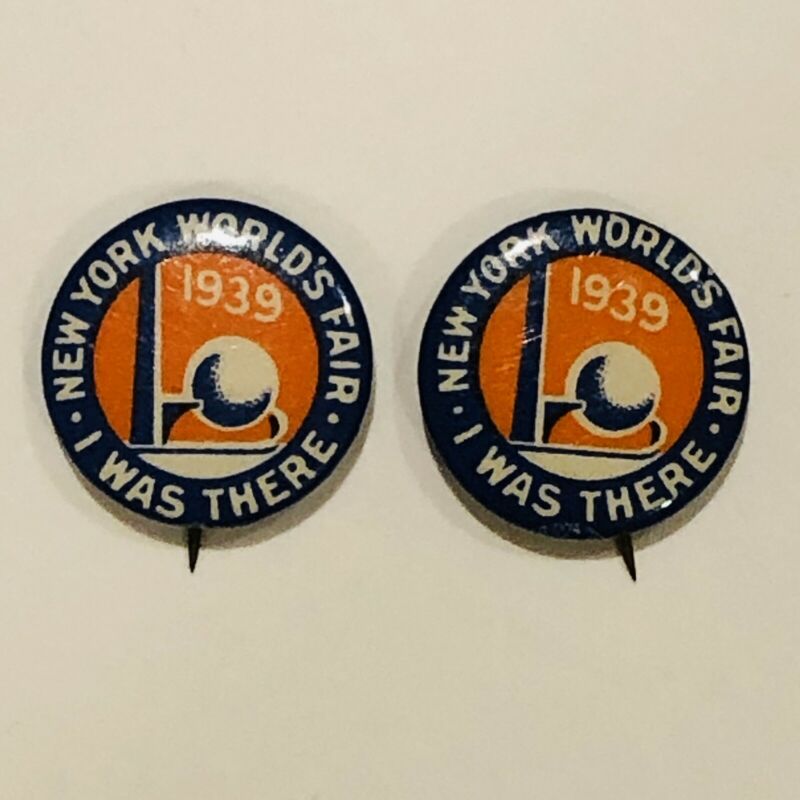 NEW YORK WORLD'S FAIR
1939
• I WAS THERE •
NEW YORK WORLD'S FAIR
1939
• I WAS THERE •